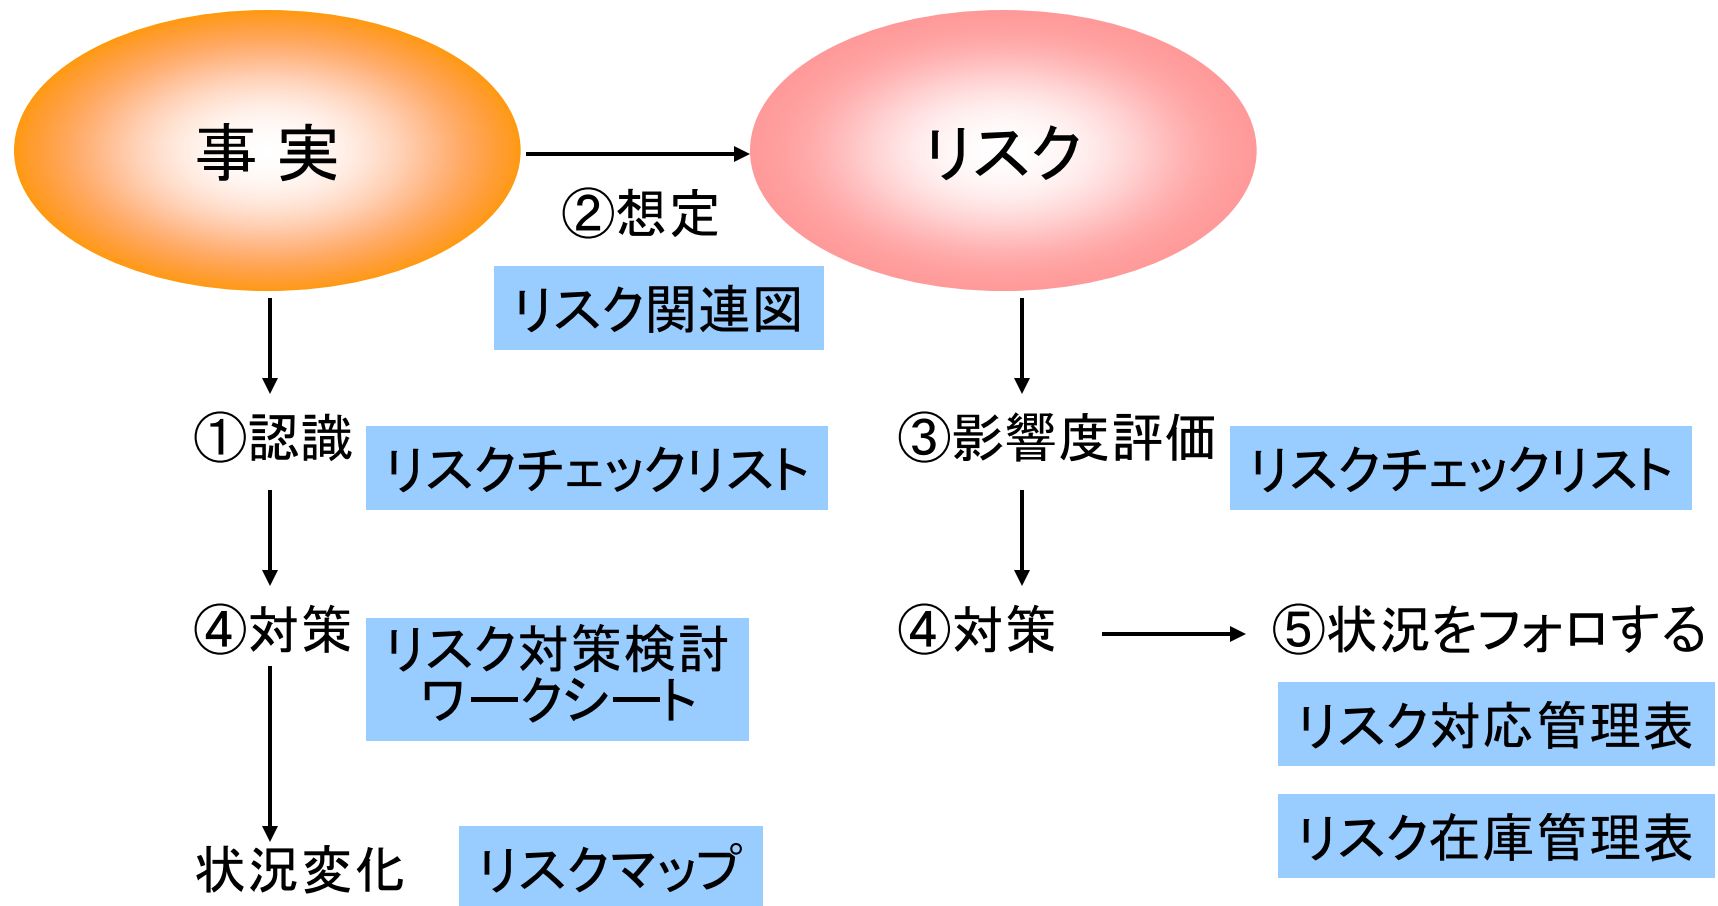 事 実
リスク
②想定
リスク関連図
①認識
リスクチェックリスト
③影響度評価
リスクチェックリスト
④対策
リスク対策検討
ワークシート
④対策
⑤状況をフォロする
リスク対応管理表
リスク在庫管理表
状況変化
リスクマップ